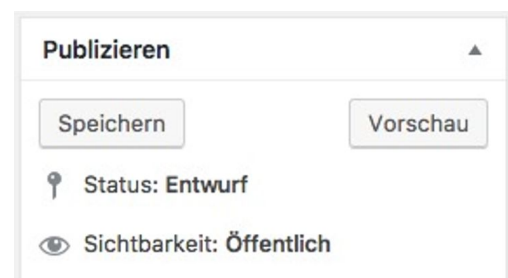 Publizieren
Speichern Vorschau
Status: Entwurf
Sichtbarkeit: Öffentlich